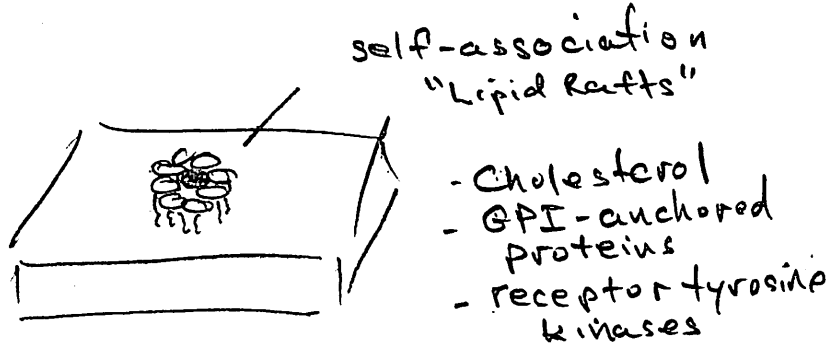 self-association
"Lipid Rafts"
- Cholesterol
- GPI-anchored
proteins
- receptor tyrosine
kinases